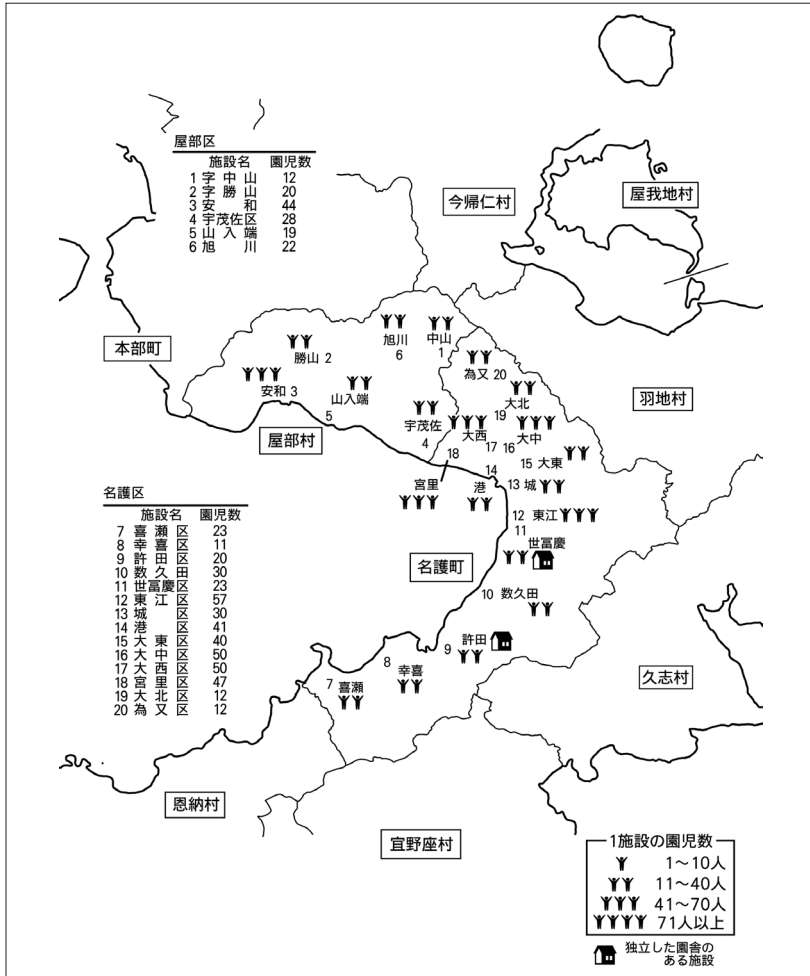 屋部区
施設名 園児数
1 字中山 12
2 字勝山 20
3 安和 44
4 宇茂佐区 28
5 山入端 19
6 旭川 22
今帰仁村
屋我地村
本部町
羽地村
旭川
6
中山
1
勝山 2
為又 20
安和 3
山入端
5
大北
19
宇茂佐
4
大西
17
大中
16
15 大東
屋部村
18
宮里
14
港
13 城
12 東江
11
世冨慶
名護区
施設名 園児数
7 喜瀬区 23
8 幸喜区 11
9 許田区 20
10 数久田 30
11 世冨慶区 23
12 東江区 57
13 城区 30
14 港区 41
15 大東区 40
16 大中区 50
17 大西区 50
18 宮里区 47
19 大北区 12
20 為又区 12
名護町
10 数久田
9 許田
8 幸喜
7 喜瀬
久志村
恩納村
宜野座村
1施設の園児数
1〜10人
11〜40人
41〜70人
71人以上
独立した園舎の
ある施設